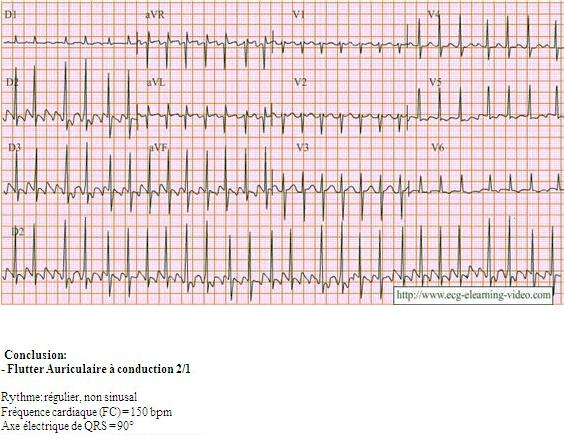 D1 aVR V1 V4
D2 aVL V2 V5
D3 aVF V3 V6
D2
http://www.ecg-elearning-video.com
Conclusion:
- Flutter Auriculaire à conduction 2/1
Rythme: régulier, non sinusal
Fréquence cardiaque (FC) = 150 bpm
Axe électrique de QRS = 90°